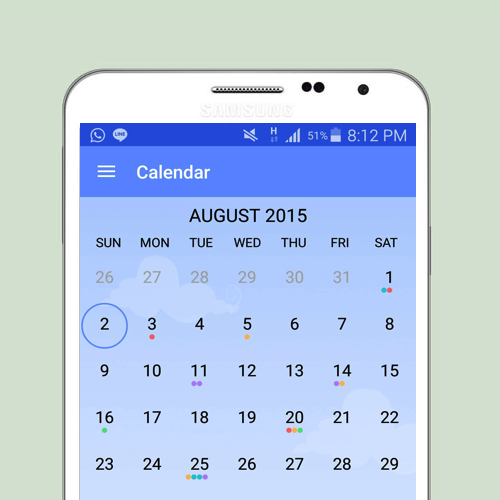 SAMSUNG
LINE
H
51%
8:12 PM
Calendar
AUGUST 2015
SUN MON TUE WED THU FRI SAT
26 27 28 29 30 31 1
2 3 4 5 6 7 8
9 10 11 12 13 14 15
16 17 18 19 20 21 22
23 24 25 26 27 28 29